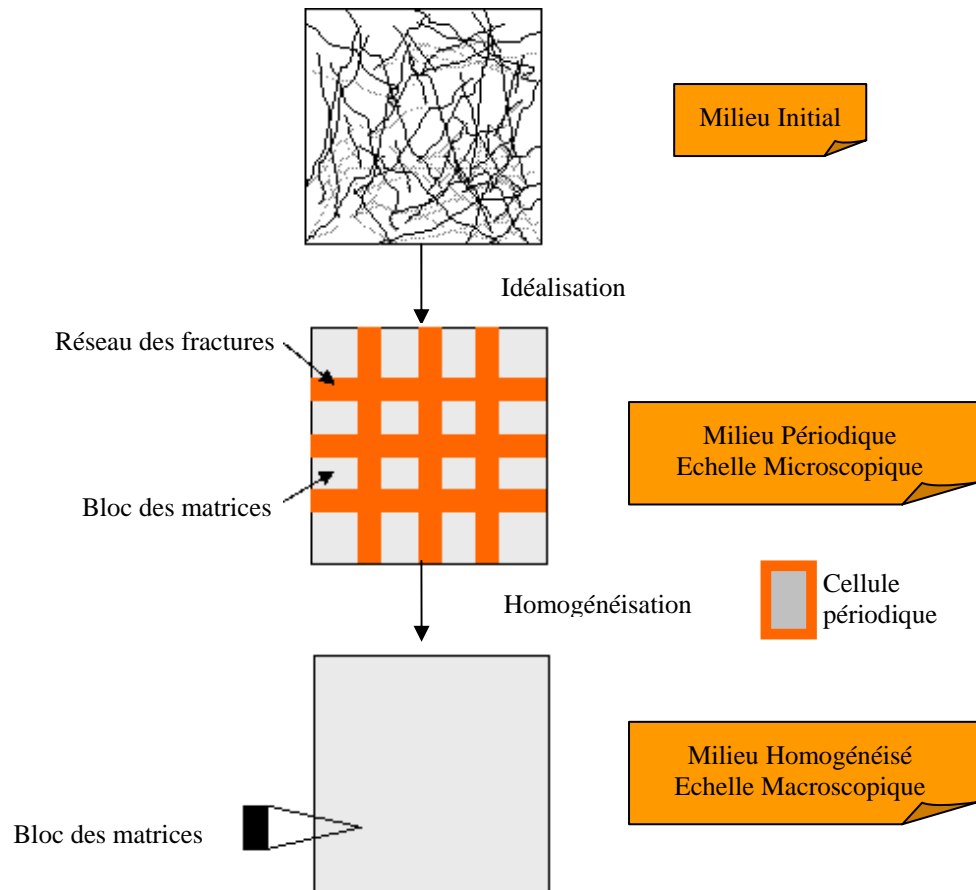 Milieu Initial
Idéalisation
Réseau des fractures
Bloc des matrices
Milieu Périodique
Echelle Microscopique
Homogénéisation
Cellule
périodique
Milieu Homogénéisé
Echelle Macroscopique
Bloc des matrices